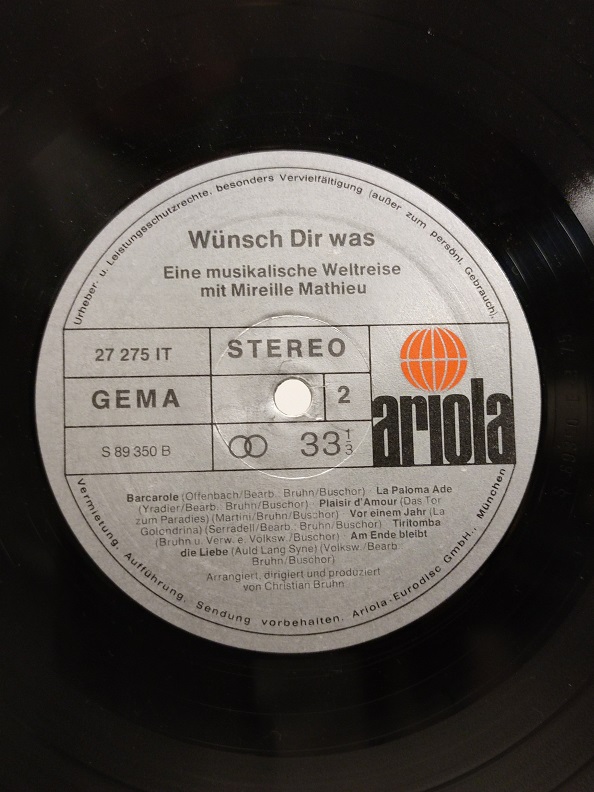 Urheber- u. Leistungsschutzrechte, besonders Vervielfältigung (außer zum persönl. Gebrauch),
Wünsch Dir was
Eine musikalische Weltreise
mit Mireille Mathieu
27 275 IT
STEREO
GEMA
2
S 89 350 B
33 1/3
ariola
Barcarole (Offenbach/Bearb.: Bruhn/Buschor) · La Paloma Ade
(Yradier/Bearb.: Bruhn/Buschor) · Plaisir d'Amour (Das Tor
zum Paradies) (Martini/Bruhn/Buschor) · Vor einem Jahr (La
Golondrina) (Serradell/Bearb.: Bruhn/Buschor) · Tiritomba
(Bruhn u. Verw. e. Volksw./Buschor) · Am Ende bleibt
die Liebe (Auld Lang Syne) (Volksw./Bearb.:
Bruhn/Buschor)
Arrangiert, dirigiert und produziert
von Christian Bruhn
Vermietung, Aufführung, Sendung vorbehalten. Ariola-Eurodisc GmbH., München